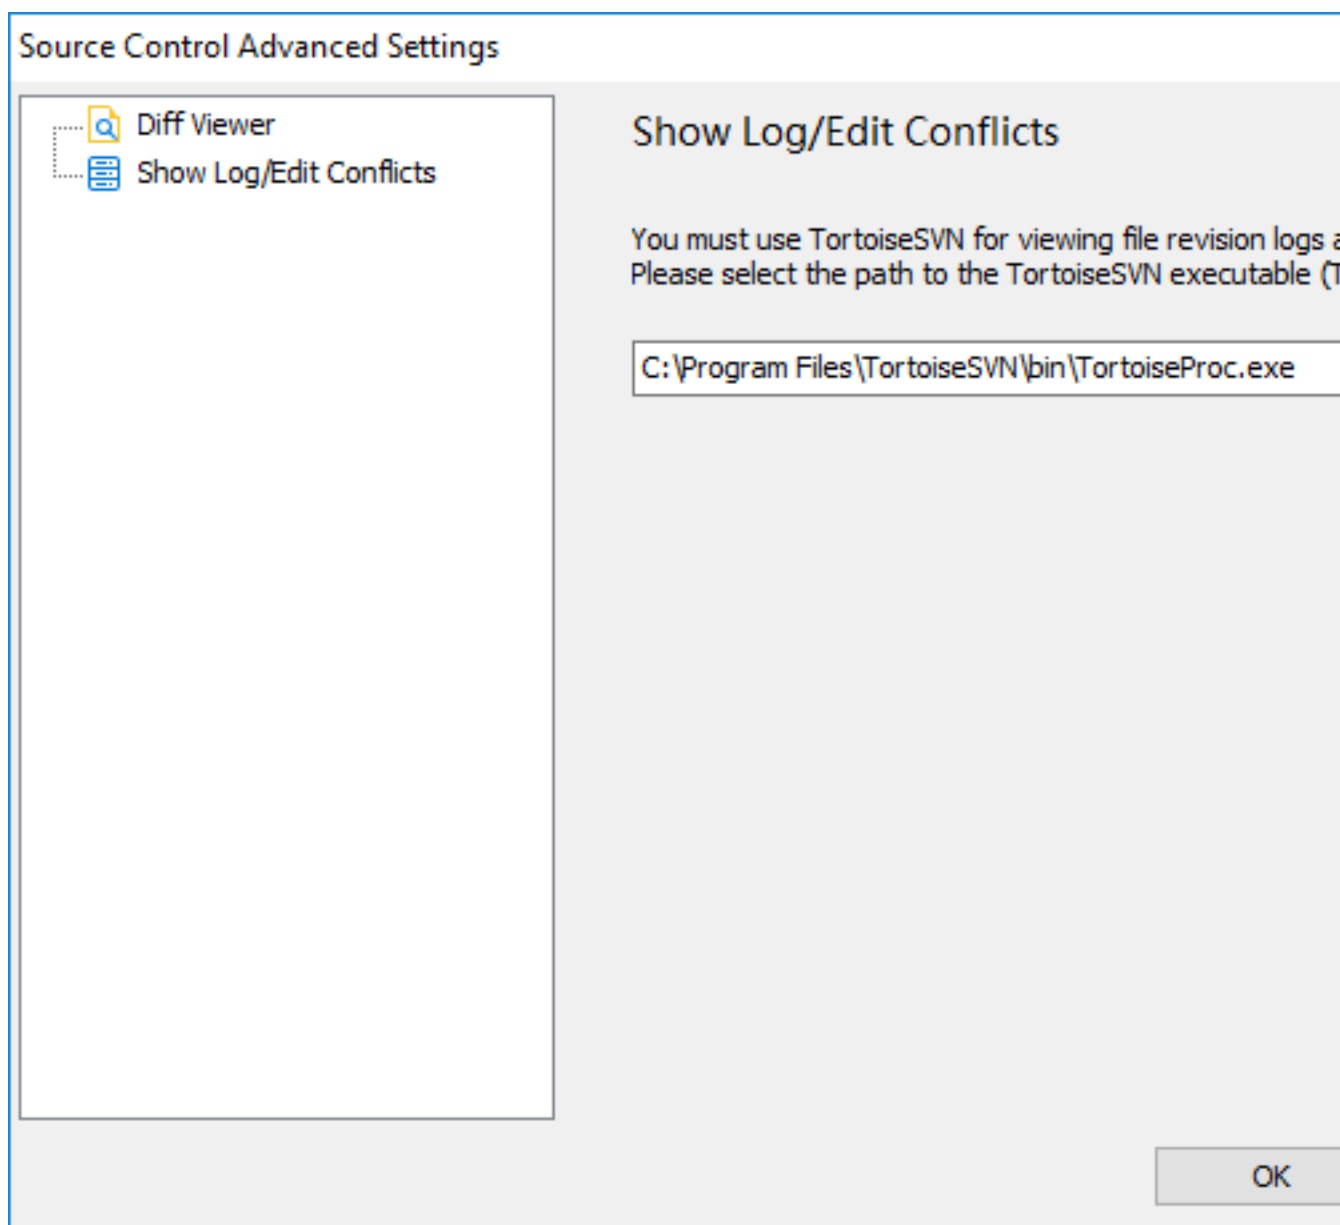 Source Control Advanced Settings
Diff Viewer
Show Log/Edit Conflicts
Show Log/Edit Conflicts
You must use TortoiseSVN for viewing file revision logs
Please select the path to the TortoiseSVN executable
C:\Program Files\TortoiseSVN\bin\TortoiseProc.exe
OK